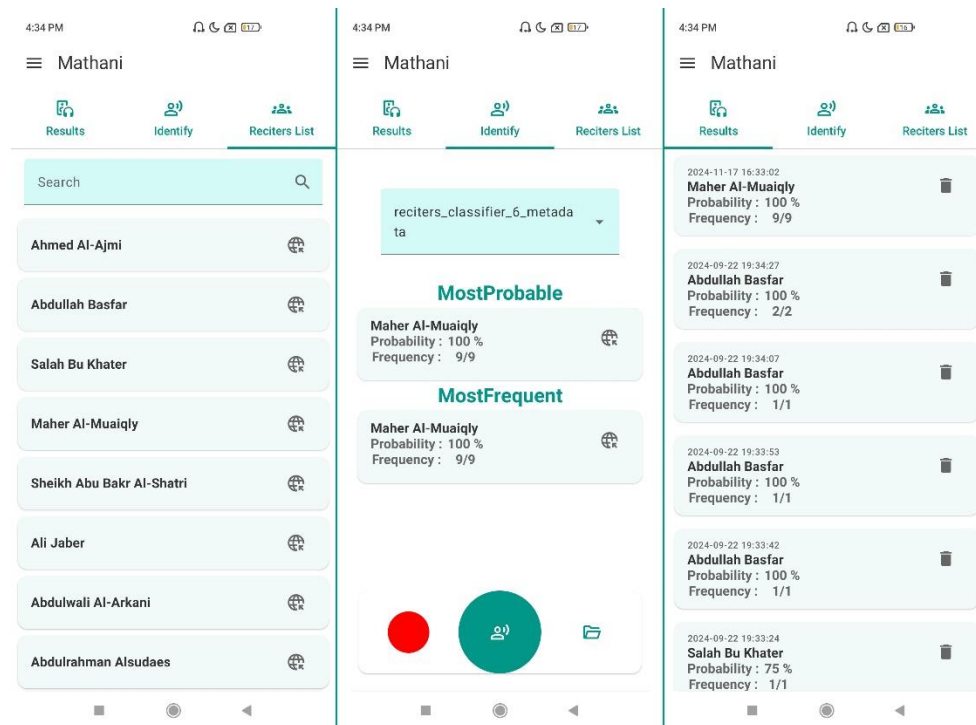 4:34 PM
17
Mathani
Results
Identify
Reciters List
Search
Ahmed Al-Ajmi
Abdullah Basfar
Salah Bu Khater
Maher Al-Muaiqly
Sheikh Abu Bakr Al-Shatri
Ali Jaber
Abdulwali Al-Arkani
Abdulrahman Alsudaes
4:34 PM
17
Mathani
Results
Identify
Reciters List
reciters_classifier_6_metada
ta
MostProbable
Maher Al-Muaiqly
Probability : 100 %
Frequency : 9/9
MostFrequent
Maher Al-Muaiqly
Probability : 100 %
Frequency : 9/9
4:34 PM
16
Mathani
Results
Identify
Reciters List
2024-11-17 16:33:02
Maher Al-Muaiqly
Probability : 100 %
Frequency : 9/9
2024-09-22 19:34:27
Abdullah Basfar
Probability : 100 %
Frequency : 2/2
2024-09-22 19:34:07
Abdullah Basfar
Probability : 100 %
Frequency : 1/1
2024-09-22 19:33:53
Abdullah Basfar
Probability : 100 %
Frequency : 1/1
2024-09-22 19:33:42
Abdullah Basfar
Probability : 100 %
Frequency : 1/1
2024-09-22 19:33:24
Salah Bu Khater
Probability : 75 %
Frequency : 1/1